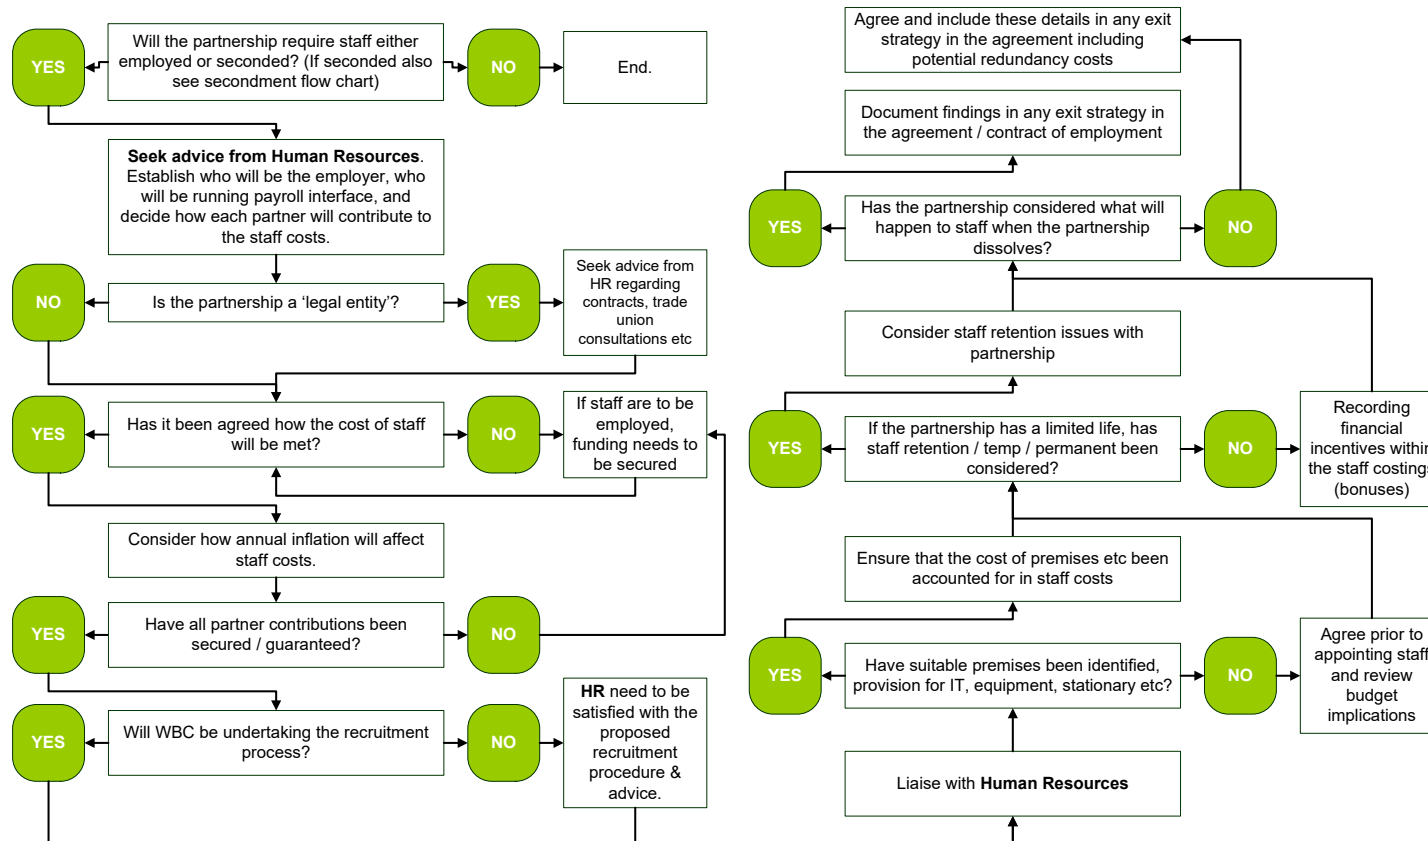 Will the partnership require staff either
employed or seconded? (If seconded also
see secondment flow chart)
YES
NO
End.
Seek advice from Human Resources.
Establish who will be the employer, who
will be running payroll interface, and
decide how each partner will contribute to
the staff costs.
NO
Is the partnership a ‘legal entity’?
YES
Seek advice from
HR regarding
contracts, trade
union
consultations etc
YES
Has it been agreed how the cost of staff
will be met?
NO
If staff are to be
employed,
funding needs to
be secured
Consider how annual inflation will affect
staff costs.
YES
Have all partner contributions been
secured / guaranteed?
NO
YES
Will WBC be undertaking the recruitment
process?
NO
HR need to be
satisfied with the
proposed
recruitment
procedure &
advice.
Agree and include these details in any exit
strategy in the agreement including
potential redundancy costs
Document findings in any exit strategy in
the agreement / contract of employment
YES
Has the partnership considered what will
happen to staff when the partnership
dissolves?
NO
Consider staff retention issues with
partnership
YES
If the partnership has a limited life, has
staff retention / temp / permanent been
considered?
NO
Recording
financial
incentives within
the staff costings
(bonuses)
Ensure that the cost of premises etc been
accounted for in staff costs
YES
Have suitable premises been identified,
provision for IT, equipment, stationary etc?
NO
Agree prior to
appointing staff
and review
budget
implications
Liaise with Human Resources